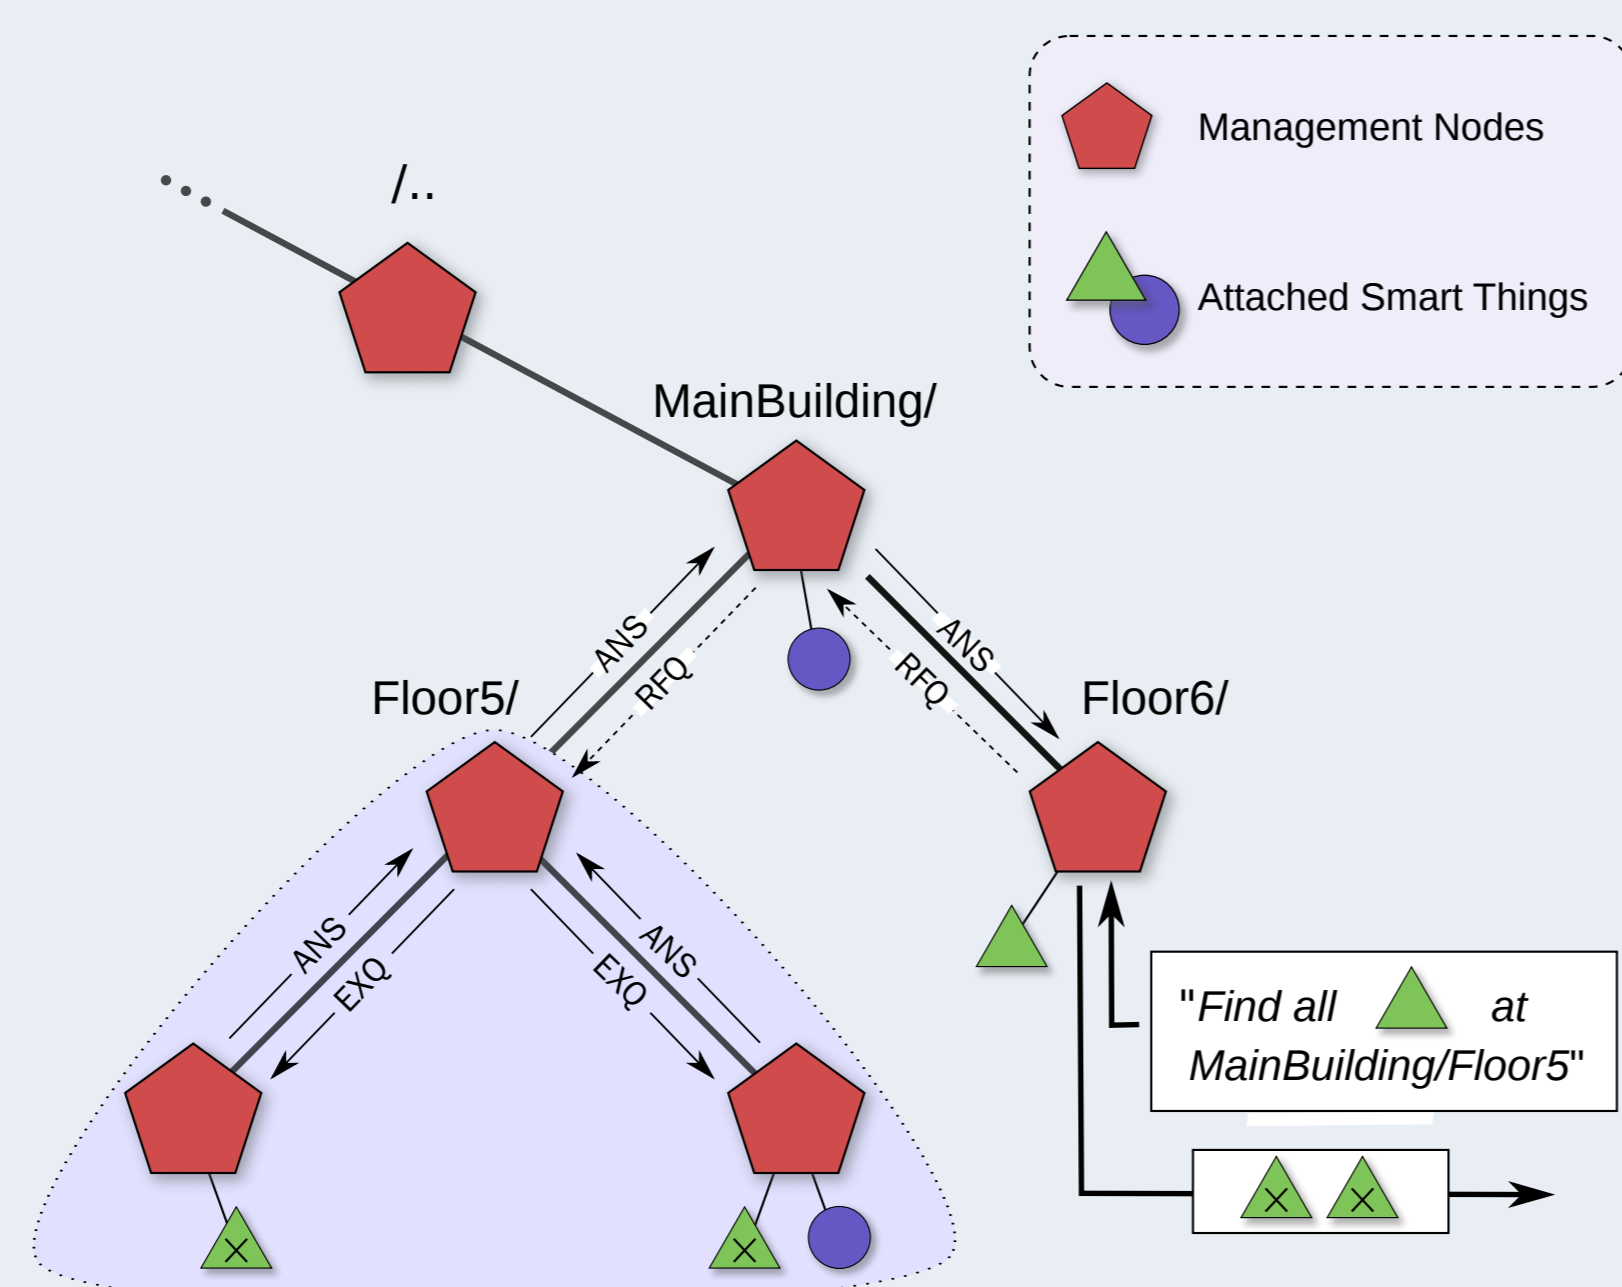 Management Nodes
/..
Attached Smart Things
MainBuilding/
ANS
RFQ
ANS
RFQ
Floor5/
Floor6/
ANS
EXQ
ANS
EXQ
"Find all at
MainBuilding/Floor5"